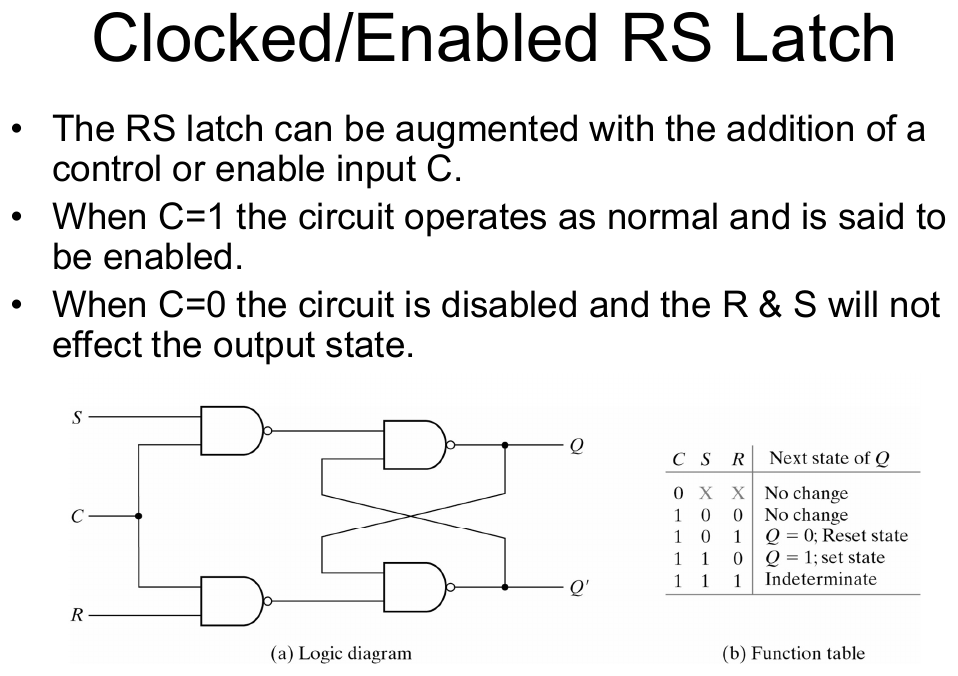 Clocked/Enabled RS Latch
• The RS latch can be augmented with the addition of a
control or enable input C.
• When C=1 the circuit operates as normal and is said to
be enabled.
• When C=0 the circuit is disabled and the R & S will not
effect the output state.
S
C
R
Q
Q'
(a) Logic diagram
C S R Next state of Q
0 X X No change
1 0 0 No change
1 0 1 Q = 0; Reset state
1 1 0 Q = 1; set state
1 1 1 Indeterminate
(b) Function table